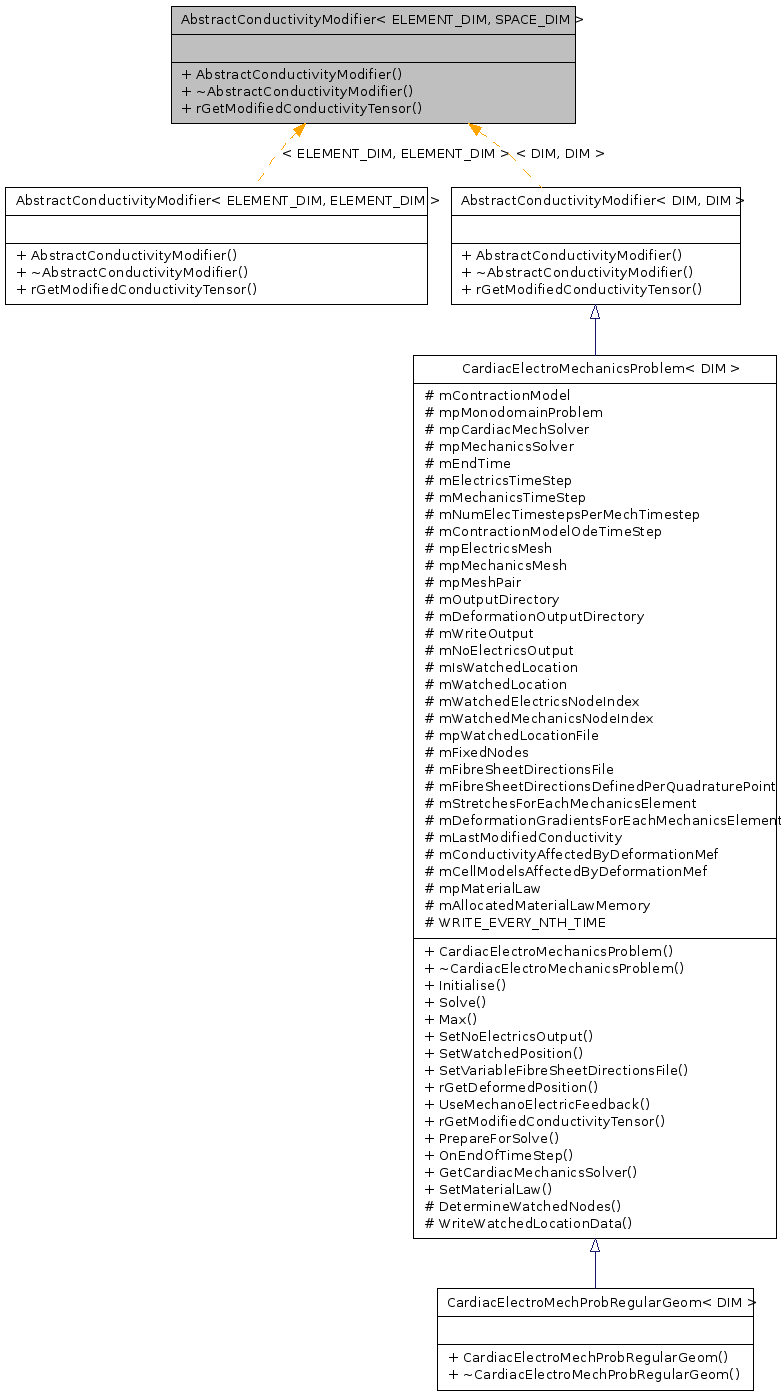 AbstractConductivityModifier< ELEMENT_DIM, SPACE_DIM >
+ AbstractConductivityModifier()
+ ~AbstractConductivityModifier()
+ rGetModifiedConductivityTensor()
< ELEMENT_DIM, ELEMENT_DIM >
< DIM, DIM >
AbstractConductivityModifier< ELEMENT_DIM, ELEMENT_DIM >
+ AbstractConductivityModifier()
+ ~AbstractConductivityModifier()
+ rGetModifiedConductivityTensor()
AbstractConductivityModifier< DIM, DIM >
+ AbstractConductivityModifier()
+ ~AbstractConductivityModifier()
+ rGetModifiedConductivityTensor()
CardiacElectroMechanicsProblem< DIM >
# mContractionModel
# mpMonodomainProblem
# mpCardiacMechSolver
# mpMechanicsSolver
# mEndTime
# mElectricsTimeStep
# mMechanicsTimeStep
# mNumElecTimestepsPerMechTimestep
# mContractionModelOdeTimeStep
# mpElectricsMesh
# mpMechanicsMesh
# mpMeshPair
# mOutputDirectory
# mDeformationOutputDirectory
# mWriteOutput
# mNoElectricsOutput
# mIsWatchedLocation
# mWatchedLocation
# mWatchedElectricsNodeIndex
# mWatchedMechanicsNodeIndex
# mpWatchedLocationFile
# mFixedNodes
# mFibreSheetDirectionsFile
# mFibreSheetDirectionsDefinedPerQuadraturePoint
# mStretchesForEachMechanicsElement
# mDeformationGradientsForEachMechanicsElement
# mLastModifiedConductivity
# mConductivityAffectedByDeformationMef
# mCellModelsAffectedByDeformationMef
# mpMaterialLaw
# mAllocatedMaterialLawMemory
# WRITE_EVERY_NTH_TIME
+ CardiacElectroMechanicsProblem()
+ ~CardiacElectroMechanicsProblem()
+ Initialise()
+ Solve()
+ Max()
+ SetNoElectricsOutput()
+ SetWatchedPosition()
+ SetVariableFibreSheetDirectionsFile()
+ rGetDeformedPosition()
+ UseMechanoElectricFeedback()
+ rGetModifiedConductivityTensor()
+ PrepareForSolve()
+ OnEndOfTimeStep()
+ GetCardiacMechanicsSolver()
+ SetMaterialLaw()
# DetermineWatchedNodes()
# WriteWatchedLocationData()
CardiacElectroMechProbRegularGeom< DIM >
+ CardiacElectroMechProbRegularGeom()
+ ~CardiacElectroMechProbRegularGeom()